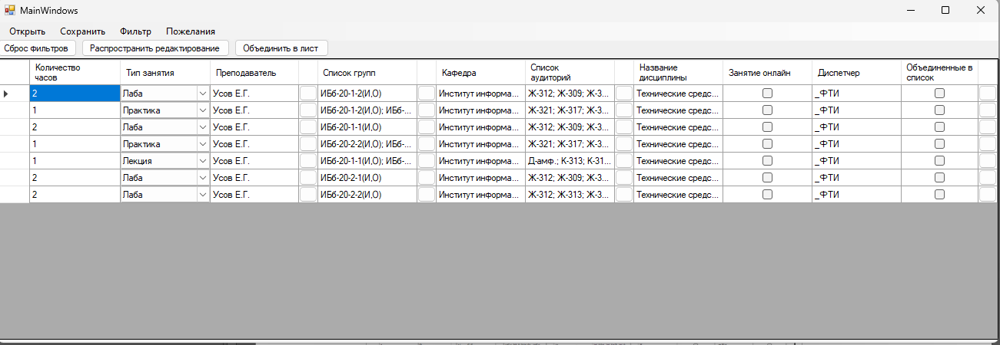 MainWindows
Открыть Сохранить Фильтр Пожелания
Сброс фильтров Распространить редактирование Объединить в лист
Количество часов Тип занятия Преподаватель Список групп Кафедра Список аудиторий Название дисциплины Занятие онлайн Диспетчер Объединенные в список
2 Лаба Усов Е.Г. ИБб-20-1-2(И,О) Институт информа... Ж-312; Ж-309; Ж-3... Технические средс... _ФТИ
1 Практика Усов Е.Г. ИБб-20-1-2(И,О); ИБб-... Институт информа... Ж-321; Ж-317; Ж-3... Технические средс... _ФТИ
2 Лаба Усов Е.Г. ИБб-20-1-1(И,О) Институт информа... Ж-312; Ж-309; Ж-3... Технические средс... _ФТИ
1 Практика Усов Е.Г. ИБб-20-2-2(И,О); ИБб-... Институт информа... Ж-321; Ж-317; Ж-3... Технические средс... _ФТИ
1 Лекция Усов Е.Г. ИБб-20-1-1(И,О); ИБб-... Институт информа... Д-амф.; К-313; К-31... Технические средс... _ФТИ
2 Лаба Усов Е.Г. ИБб-20-2-1(И,О) Институт информа... Ж-312; Ж-309; Ж-3... Технические средс... _ФТИ
2 Лаба Усов Е.Г. ИБб-20-2-2(И,О) Институт информа... Ж-312; Ж-313; Ж-3... Технические средс... _ФТИ